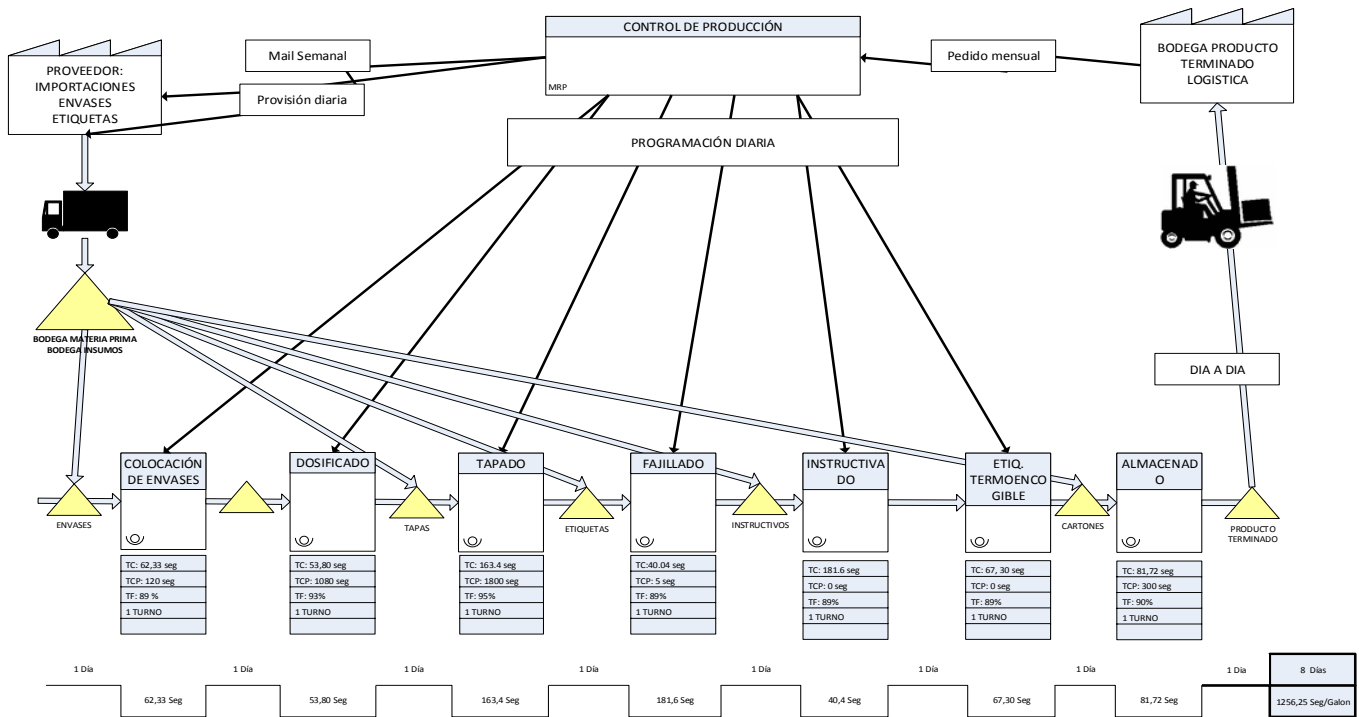 CONTROL DE PRODUCCIÓN
MRP
Mail Semanal
Provisión diaria
Pedido mensual
PROVEEDOR:
IMPORTACIONES
ENVASES
ETIQUETAS
BODEGA PRODUCTO
TERMINADO
LOGISTICA
PROGRAMACIÓN DIARIA
BODEGA MATERIA PRIMA
BODEGA INSUMOS
DIA A DIA
COLOCACIÓN
DE ENVASES
DOSIFICADO
TAPADO
FAJILLADO
INSTRUCTIVA
DO
ETIQ.
TERMOENCO
GIBLE
ALMACENAD
O
ENVASES
TAPAS
ETIQUETAS
INSTRUCTIVOS
CARTONES
PRODUCTO
TERMINADO
TC: 62,33 seg
TCP: 120 seg
TF: 89 %
1 TURNO
TC: 53,80 seg
TCP: 1080 seg
TF: 93%
1 TURNO
TC: 163.4 seg
TCP: 1800 seg
TF: 95%
1 TURNO
TC:40.04 seg
TCP: 5 seg
TF: 89%
1 TURNO
TC: 181.6 seg
TCP: 0 seg
TF: 89%
1 TURNO
TC: 67, 30 seg
TCP: 0 seg
TF: 89%
1 TURNO
TC: 81,72 seg
TCP: 300 seg
TF: 90%
1 TURNO
1 Día
1 Día
1 Día
1 Día
1 Día
1 Día
1 Día
1 Día
8 Días
62,33 Seg
53,80 Seg
163,4 Seg
181,6 Seg
40,4 Seg
67,30 Seg
81,72 Seg
1256,25 Seg/Galon